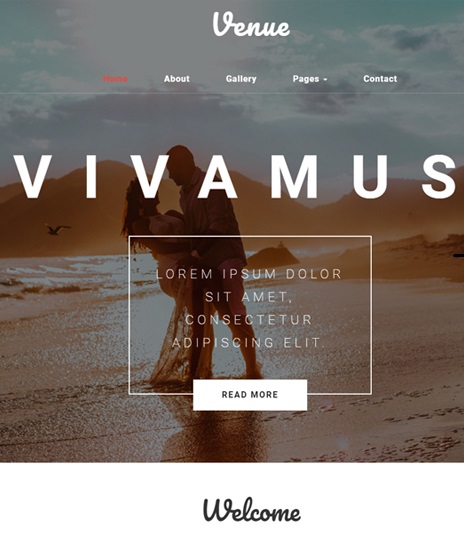 Venue
Home About Gallery Pages Contact
VIVAMUS
LOREM IPSUM DOLOR
SIT AMET,
CONSECTETUR
ADIPISCING ELIT.
READ MORE
Welcome